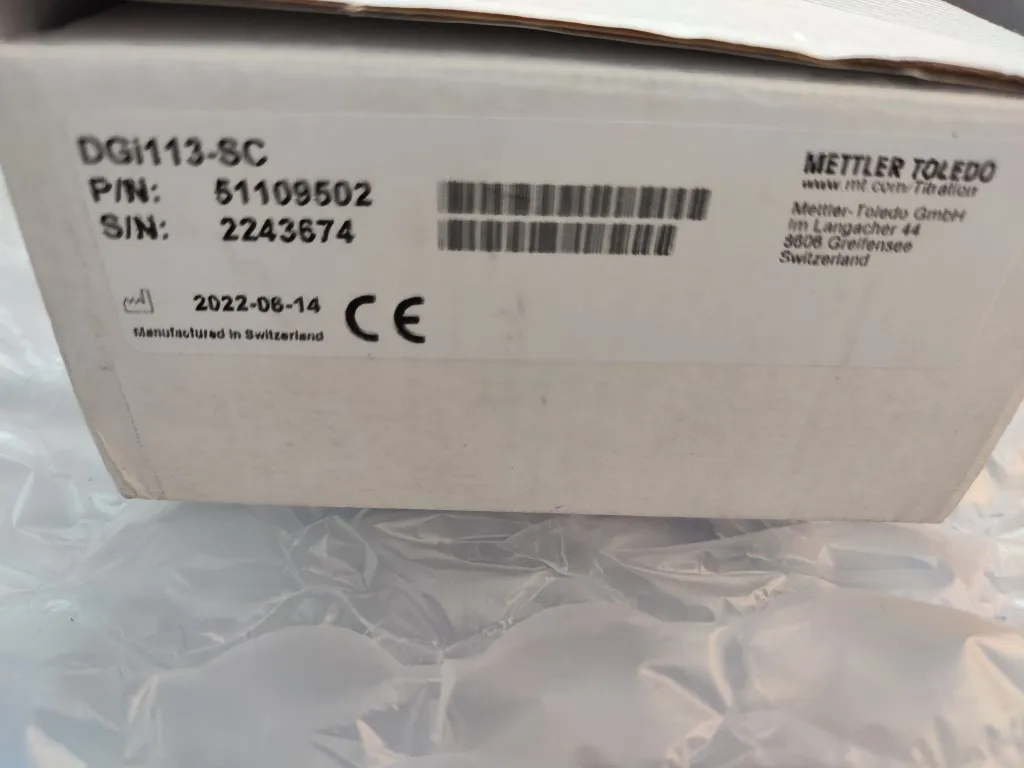 DGi113-SC
P/N: 51109502
S/N: 2243674
2022-06-14
Manufactured in Switzerland
CE
METTLER TOLEDO
www.mt.com/Titration
Mettler-Toledo GmbH
Im Langacher 44
8606 Greifensee
Switzerland